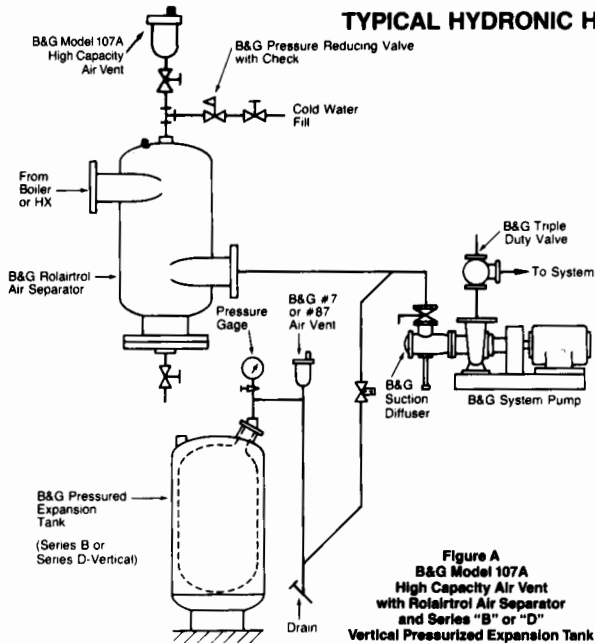 TYPICAL HYDRONIC H
B&G Model 107A
High Capacity
Air Vent
B&G Pressure Reducing Valve
with Check
Cold Water
Fill
From
Boiler
or HX
B&G Rolairtrol
Air Separator
B&G Triple
Duty Valve
To System
Pressure
Gage
B&G #7
or #87
Air Vent
B&G
Suction
Diffuser
B&G System Pump
B&G Pressured
Expansion
Tank
(Series B or
Series D-Vertical)
Drain
Figure A
B&G Model 107A
High Capacity Air Vent
with Rolairtrol Air Separator
and Series "B" or "D"
Vertical Pressurized Expansion Tank